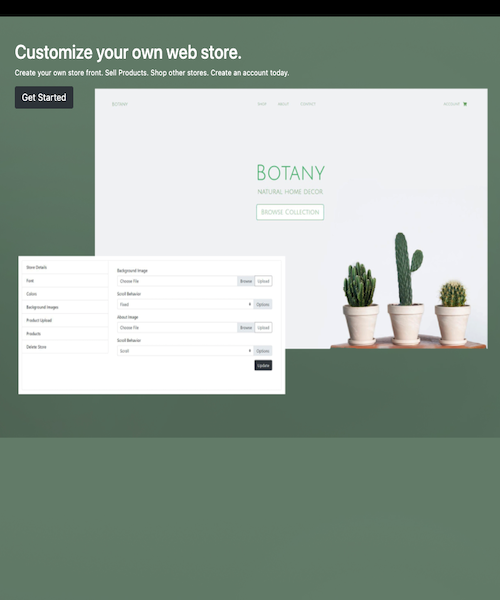 Customize your own web store.
Create your own store front. Sell Products. Shop other stores. Create an account today.
Get Started
BOTANY
SHOP ABOUT CONTACT
ACCOUNT
BOTANY
NATURAL HOME DECOR
BROWSE COLLECTION
Store Details
Font
Colors
Background Images
Product Upload
Products
Delete Store
Background Image
Choose File Browse Upload
Scroll Behavior
Fixed Options
About Image
Choose File Browse Upload
Scroll Behavior
Scroll Options
Update